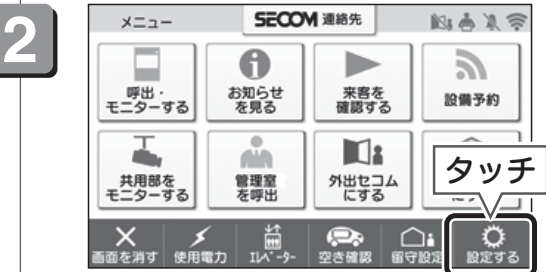 2
メニュー
SECOM 連絡先
呼出・
モニターする
お知らせ
を見る
来客を
確認する
設備予約
共用部を
モニターする
管理室
を呼出
外出セコム
にする
にする
タッチ
画面を消す
使用電力
エレベーター
空き確認
留守設定
設定する